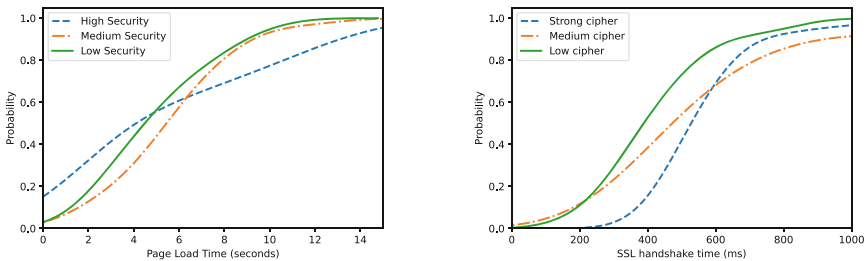 High Security
Medium Security
Low Security
Probability
1.0
0.8
0.6
0.4
0.2
0.0
0 2 4 6 8 10 12 14
Page Load Time (seconds)
Strong cipher
Medium cipher
Low cipher
Probability
1.0
0.8
0.6
0.4
0.2
0.0
0 200 400 600 800 1000
SSL handshake time (ms)